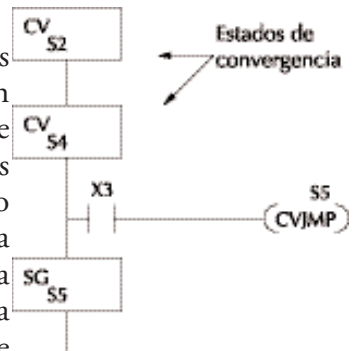 CV
S2
Estados de
convergencia
CV
S4
X3
S5
CVJMP
SG
S5